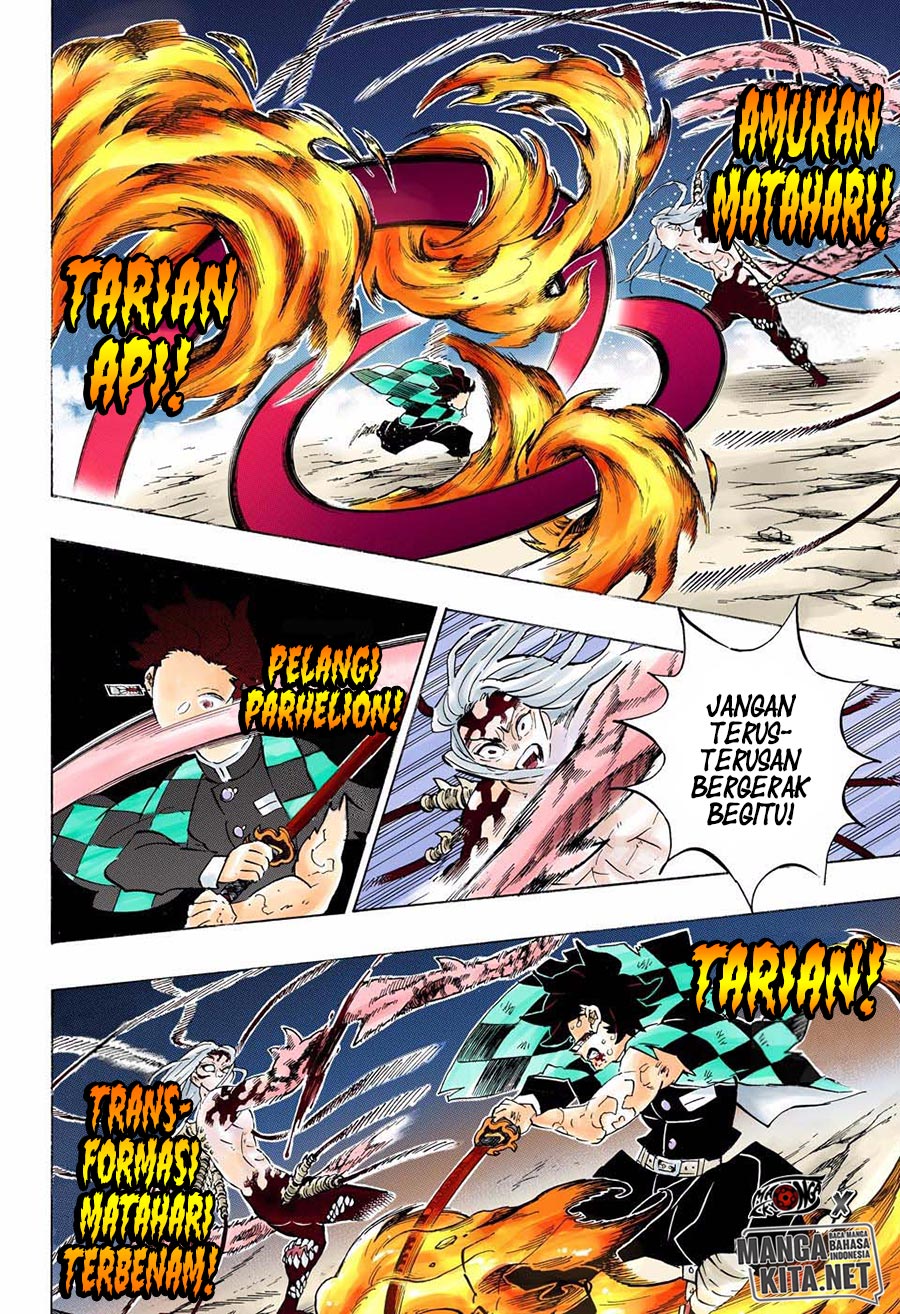 AMUKAN
MATAHARI!
TARIAN
API!
JANGAN
TERUS-
TERUSAN
BERGERAK
BEGITU!
PELANGI
PARHELION!
TARIAN!
TRANS-
FORMASI
MATAHARI
TERBENAM!
X
MANGA
BACA MANGA
BAHASA
INDONESIA
KITA.NET